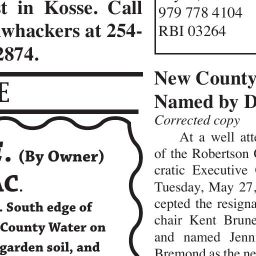 st in Kosse. Call
whackers at 254-
2874.
E
(By Owner)
AC.
. South edge of
County Water on
garden soil, and
979 778 4104
RBI 03264
New County
Named by D
Corrected copy
At a well atte
of the Robertson C
cratic Executive C
Tuesday, May 27,
cepted the resigna
chair Kent Brune
and named Jenn
Bremond as the ne